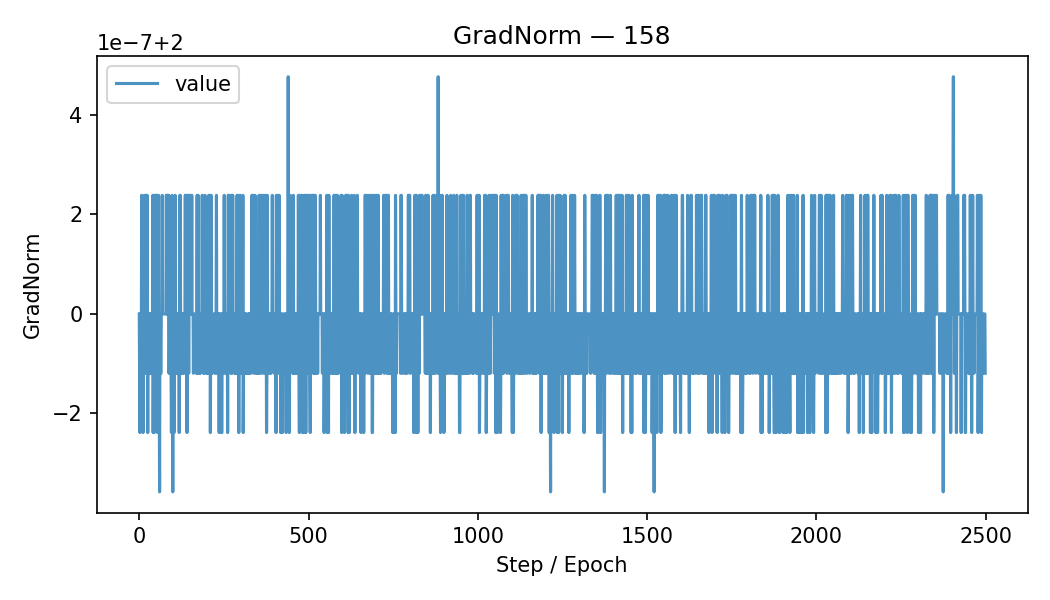 GradNorm — 158
1e−7+2
value
4
2
0
−2
GradNorm
0 500 1000 1500 2000 2500
Step / Epoch